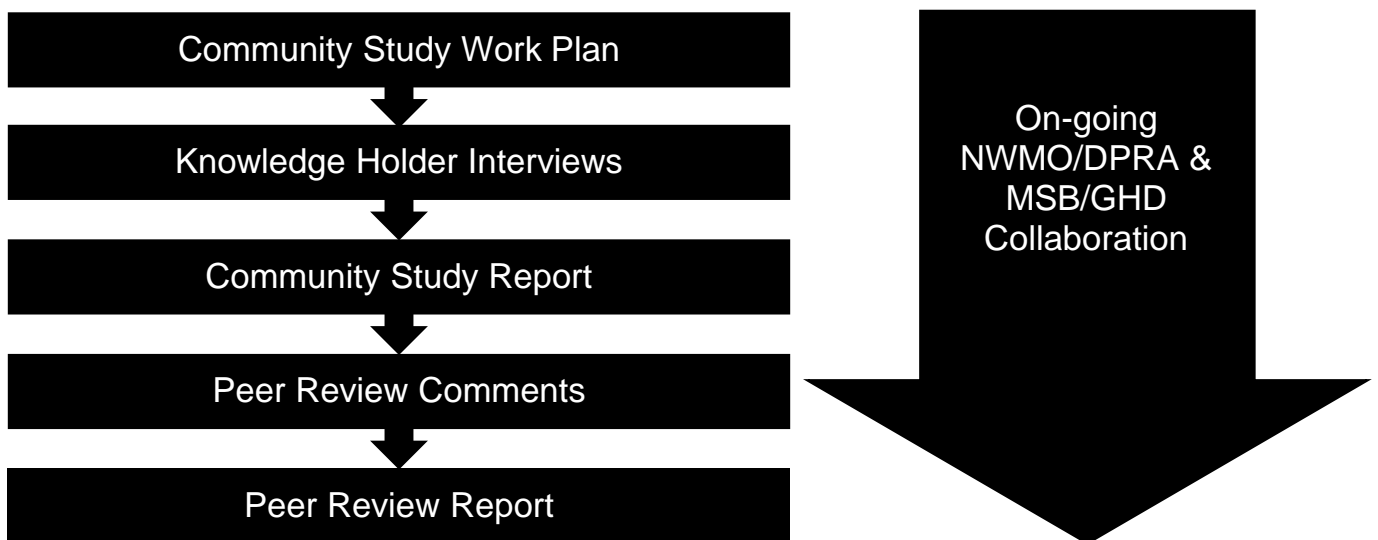 Community Study Work Plan
Knowledge Holder Interviews
Community Study Report
Peer Review Comments
Peer Review Report
On-going
NWMO/DPRA &
MSB/GHD
Collaboration